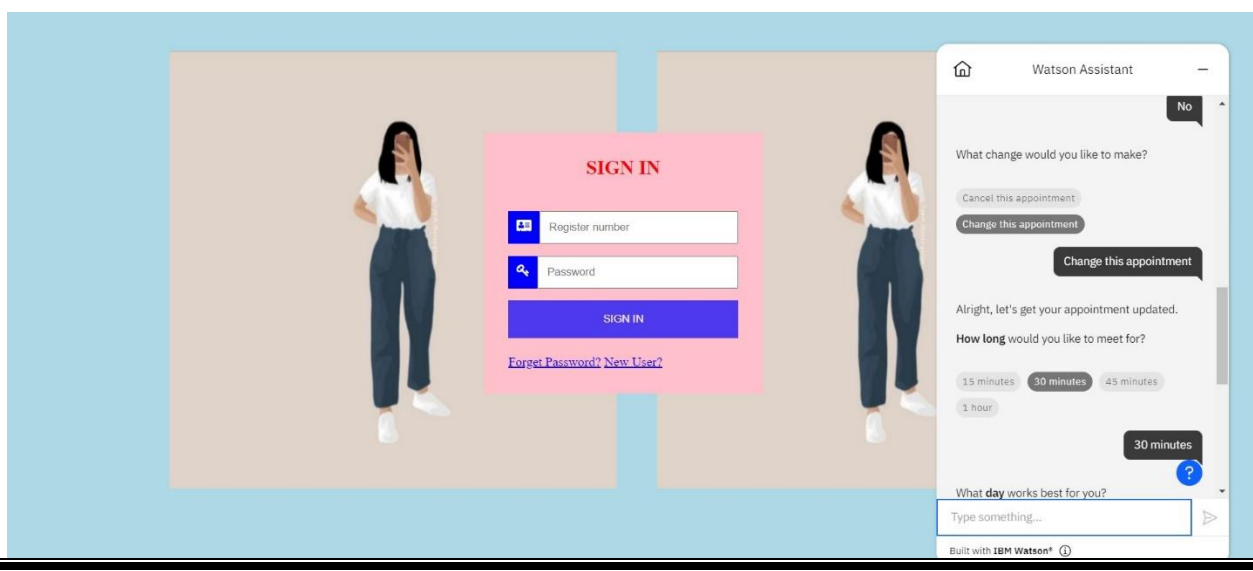 SIGN IN
Register number
Password
SIGN IN
Forget Password? New User?
Watson Assistant
No
What change would you like to make?
Cancel this appointment
Change this appointment
Change this appointment
Alright, let's get your appointment updated.
How long would you like to meet for?
15 minutes 30 minutes 45 minutes
1 hour
30 minutes
?
What day works best for you?
Type something...
Built with IBM Watson®